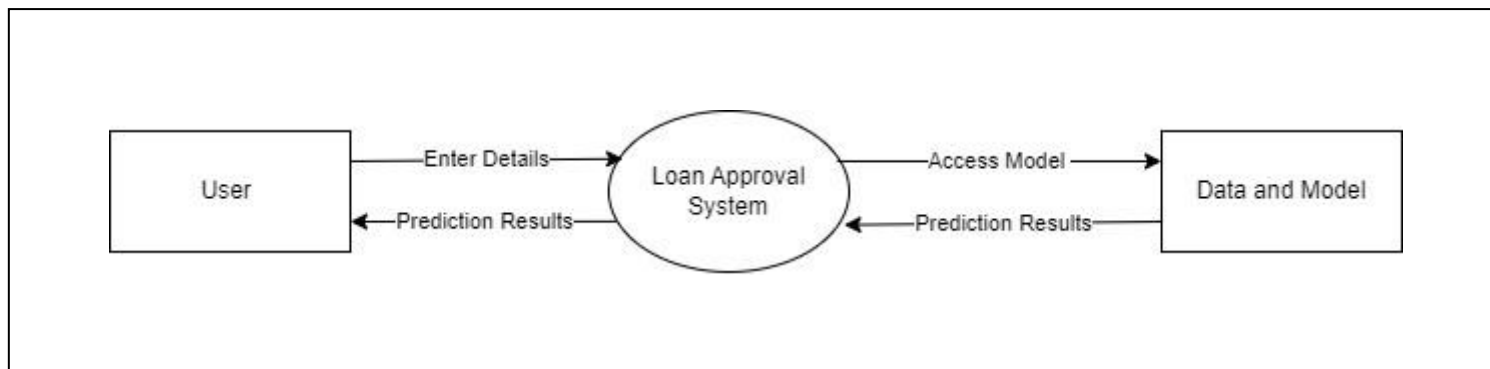 User
Enter Details
Prediction Results
Loan Approval
System
Access Model
Prediction Results
Data and Model